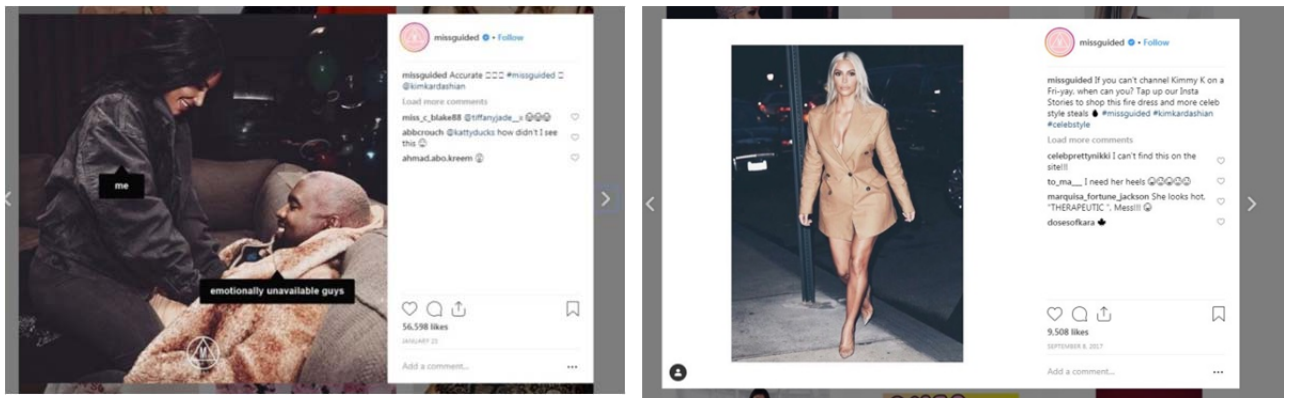 missguided • Follow
missguided Accurate #missguided
@kimkardashian
Load more comments
miss_c_blake88 @tiffanyjade__x
abbcrouch @kattyducks how didn't I see
this
ahmad.abo.kreem
me
emotionally unavailable guys
M
56,598 likes
JANUARY 23
Add a comment...
missguided • Follow
missguided If you can't channel Kimmy K on a
Fri-yay, when can you? Tap up our Insta
Stories to shop this fire dress and more celeb
style steals #missguided #kimkardashian
#celebstyle
Load more comments
celebprettynikki I can't find this on the
site!!!
to_ma___ I need her heels
marquisa_fortune_jackson She looks hot,
"THERAPEUTIC ". Mess!!!
dosesofkara
9,508 likes
SEPTEMBER 8, 2017
Add a comment...